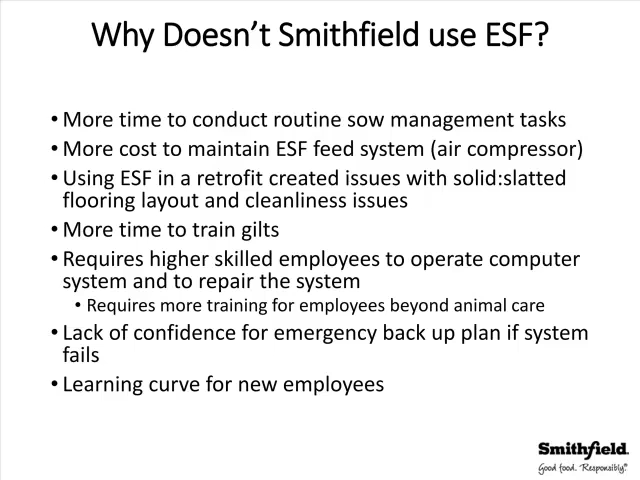 Why Doesn't Smithfield use ESF?
• More time to conduct routine sow management tasks
• More cost to maintain ESF feed system (air compressor)
• Using ESF in a retrofit created issues with solid:slatted
flooring layout and cleanliness issues
• More time to train gilts
• Requires higher skilled employees to operate computer
system and to repair the system
• Requires more training for employees beyond animal care
• Lack of confidence for emergency back up plan if system
fails
• Learning curve for new employees
Smithfield.
Good food. Responsibly.®